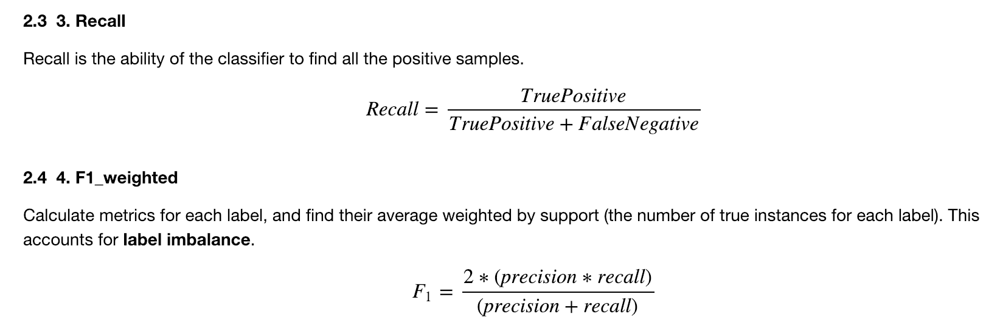 2.3 3. Recall
Recall is the ability of the classifier to find all the positive samples.
Recall = TruePositive / TruePositive + FalseNegative
2.4 4. F1_weighted
Calculate metrics for each label, and find their average weighted by support (the number of true instances for each label). This
accounts for label imbalance.
F₁ = 2 * (precision * recall) / (precision + recall)